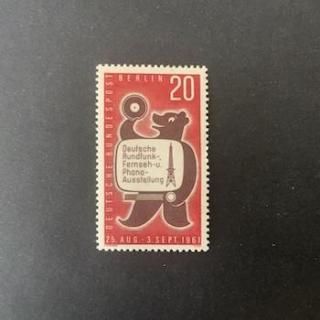 DEUTSCHE BUNDESPOST
BERLIN
20
Deutsche
Rundfunk-,
Fernseh-u.
Phono-
Ausstellung
25. AUG. - 3. SEPT. 1961